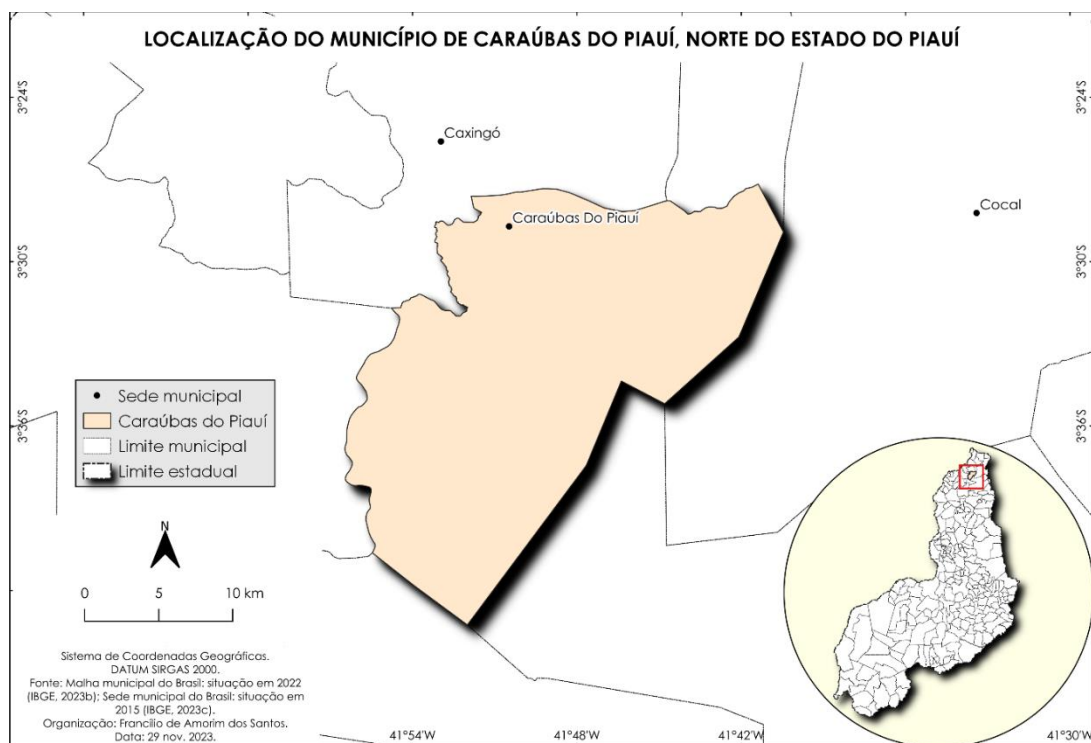 LOCALIZAÇÃO DO MUNICÍPIO DE CARAÚBAS DO PIAUÍ, NORTE DO ESTADO DO PIAUÍ
3°24'S
3°24'S
Caxingó
Cocal
Caraúbas Do Piauí
3°30'S
3°30'S
Sede municipal
Caraúbas do Piauí
Limite municipal
Limite estadual
3°36'S
3°36'S
N
0 5 10 km
Sistema de Coordenadas Geográficas.
DATUM SIRGAS 2000.
Fonte: Malha municipal do Brasil: situação em 2022
(IBGE, 2023b); Sede municipal do Brasil: situação em
2015 (IBGE, 2023c).
Organização: Francílio de Amorim dos Santos.
Data: 29 nov. 2023.
41°54'W 41°48'W 41°42'W 41°30'W